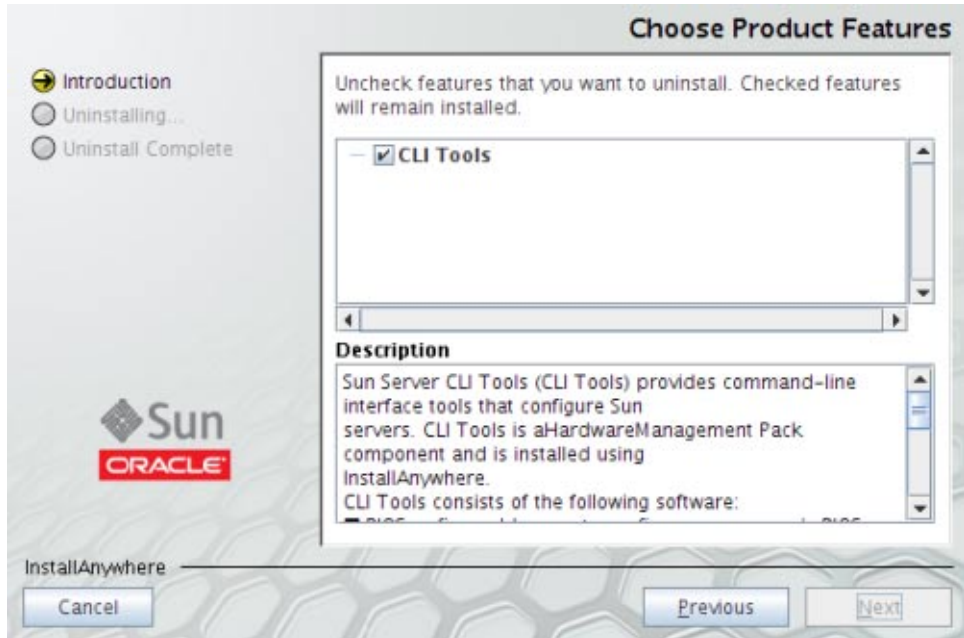 Choose Product Features
Introduction
Uninstalling...
Uninstall Complete
Uncheck features that you want to uninstall. Checked features
will remain installed.
CLI Tools
Description
Sun Server CLI Tools (CLI Tools) provides command-line
interface tools that configure Sun
servers. CLI Tools is aHardwareManagement Pack
component and is installed using
InstallAnywhere.
CLI Tools consists of the following software:
Sun
ORACLE
InstallAnywhere
Cancel
Previous
Next